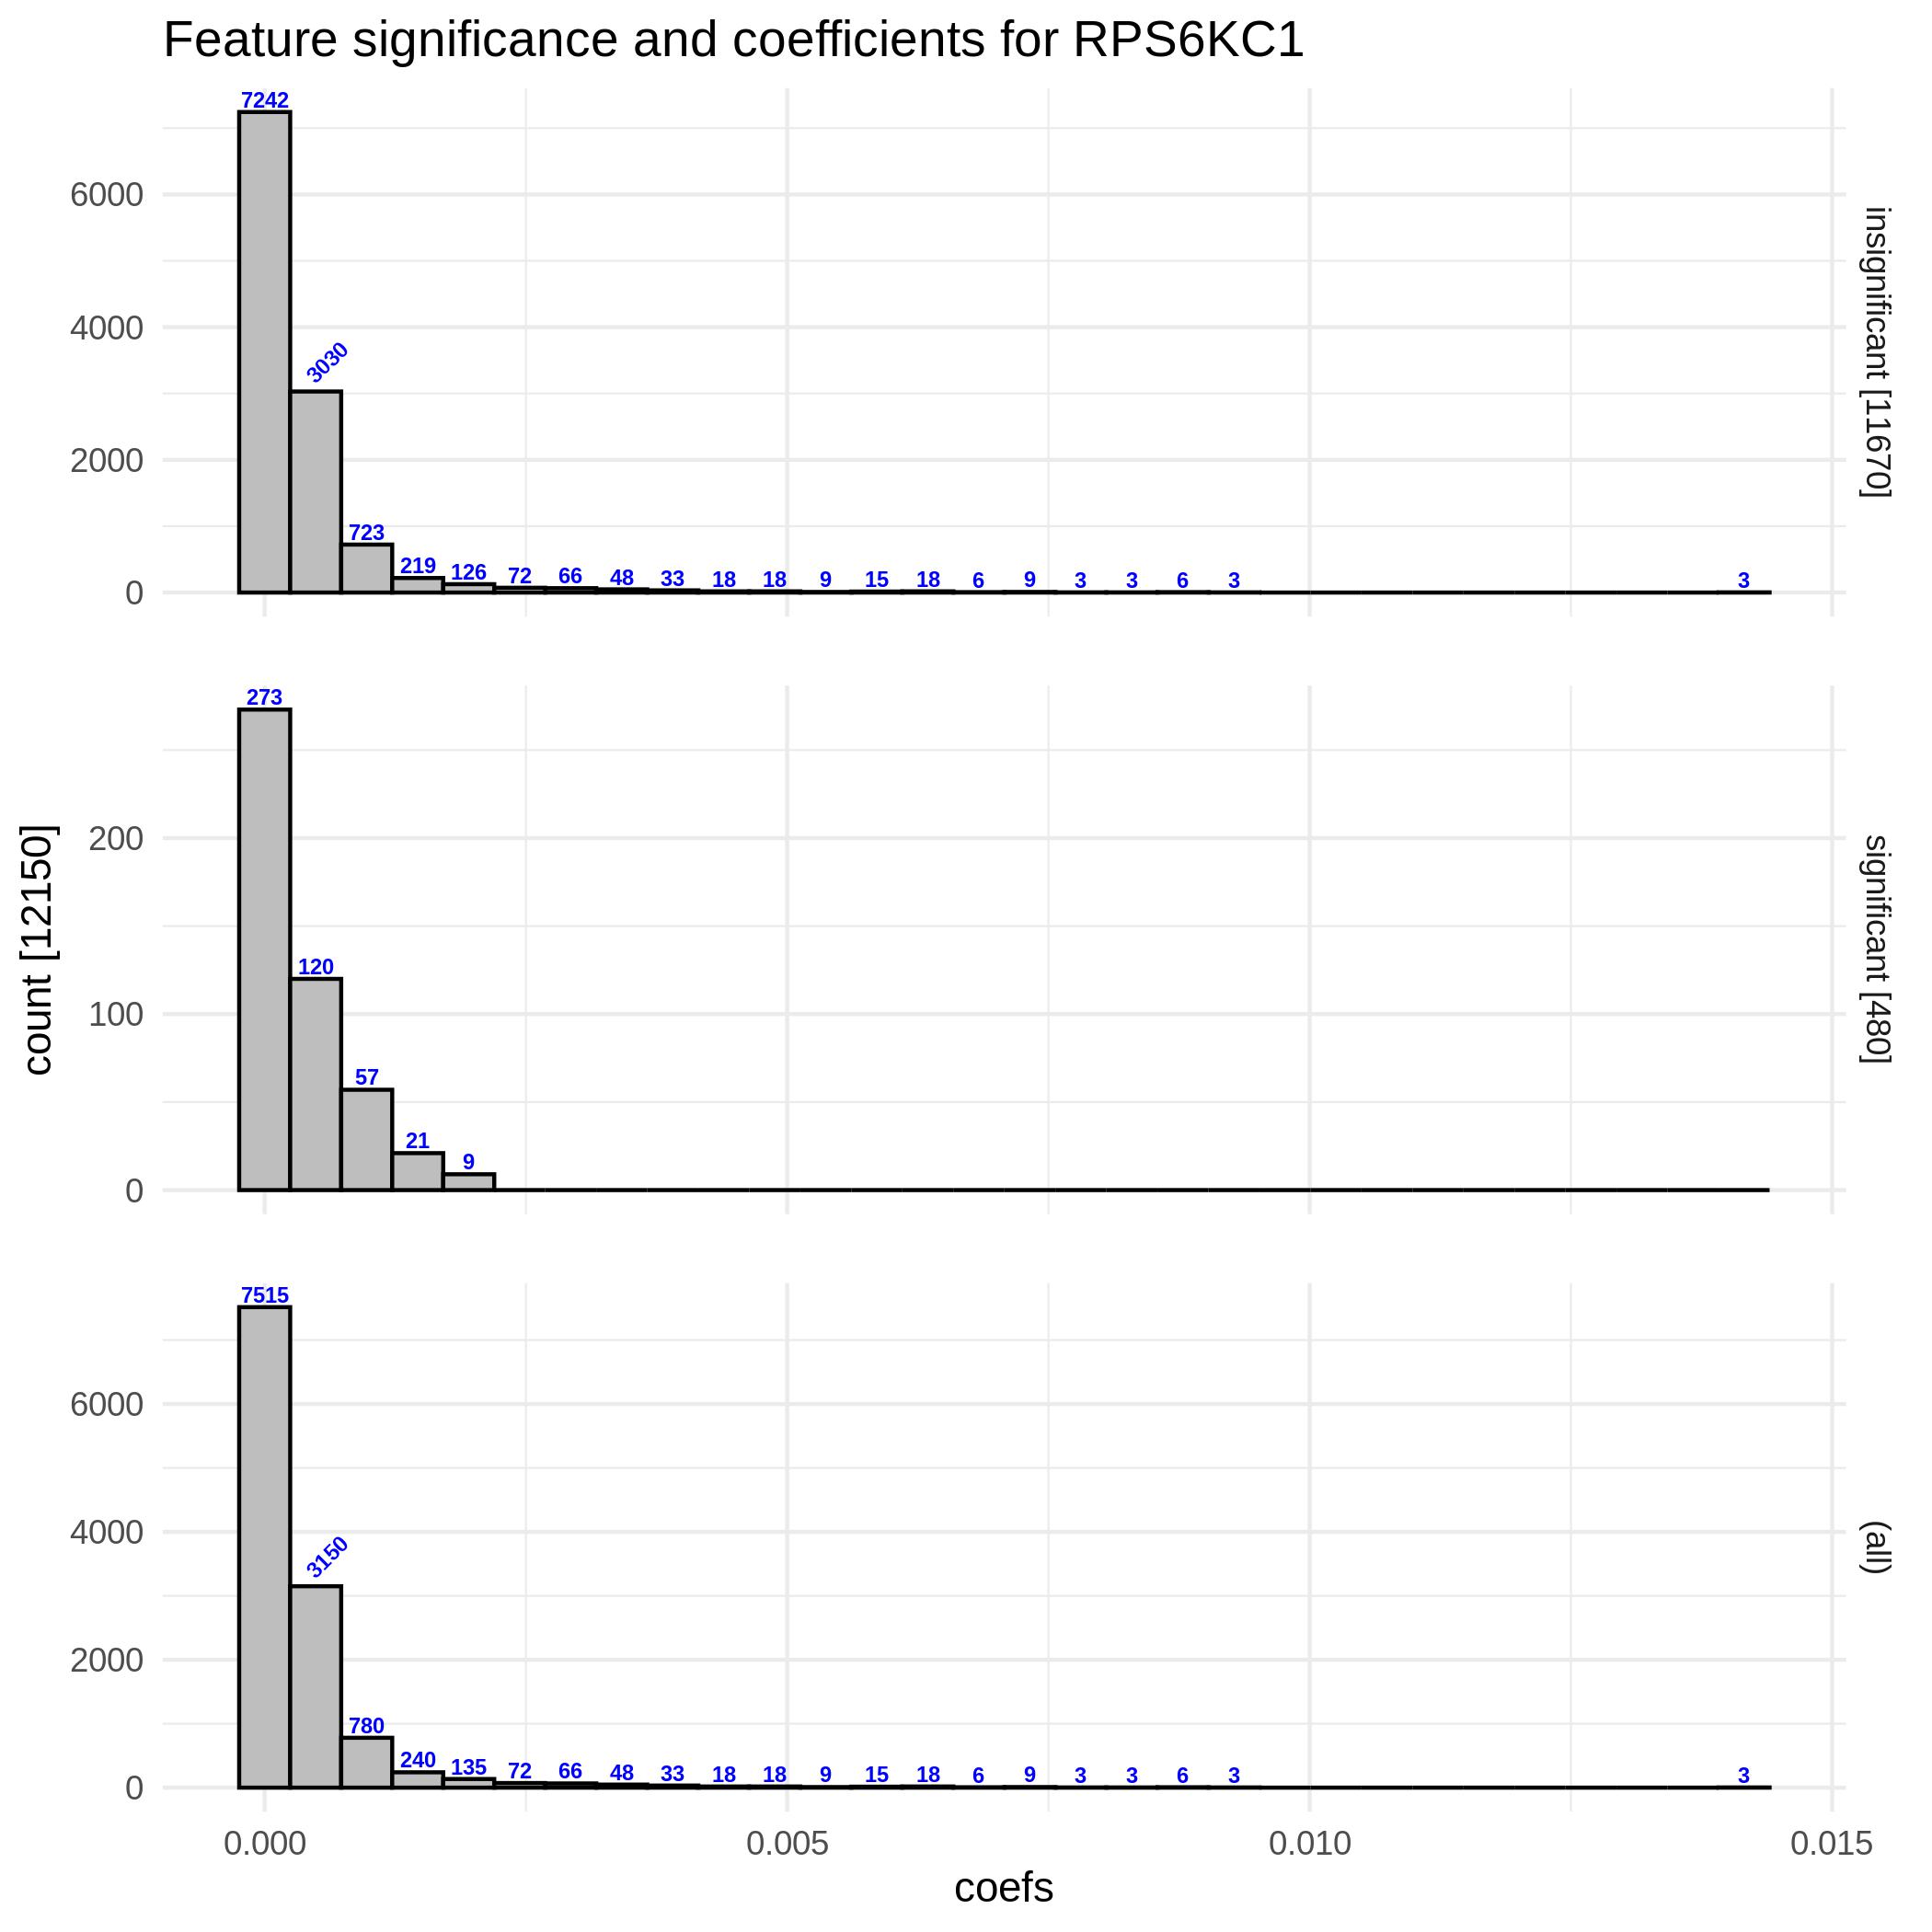 Feature significance and coefficients for RPS6KC1
7242
6000
4000
3030
2000
723
219 126 72 66 48 33 18 18 9 15 18 6 9 3 3 6 3 3
0
insignificant [11670]
273
200
120
100
57
21
9
0
significant [480]
count [12150]
7515
6000
4000
3150
2000
780
240 135 72 66 48 33 18 18 9 15 18 6 9 3 3 6 3 3
0
(all)
0.000 0.005 0.010 0.015
coefs